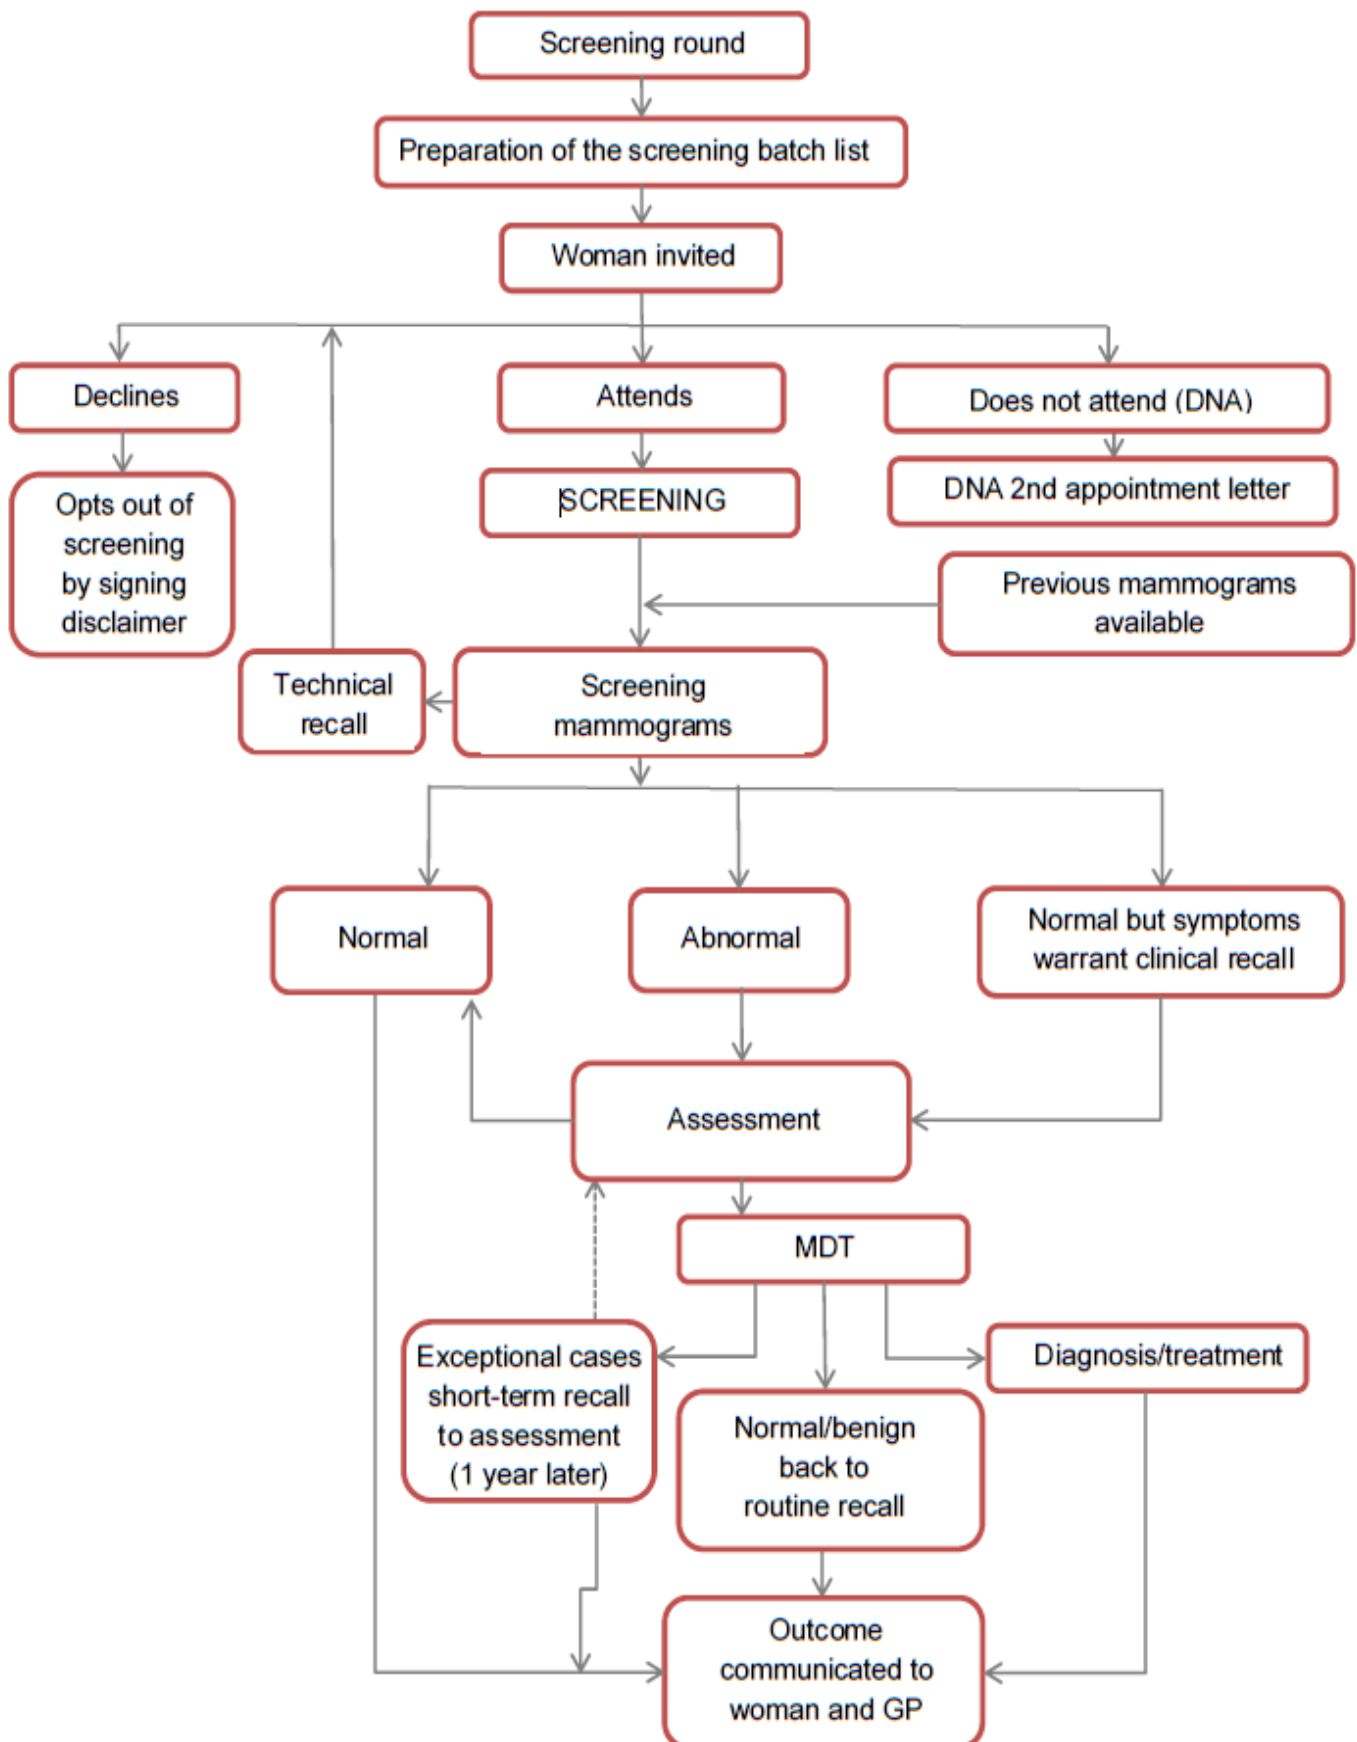 Screening round
Preparation of the screening batch list
Woman invited
Declines
Attends
Does not attend (DNA)
Opts out of
screening
by signing
disclaimer
SCREENING
DNA 2nd appointment letter
Previous mammograms
available
Technical
recall
Screening
mammograms
Normal
Abnormal
Normal but symptoms
warrant clinical recall
Assessment
MDT
Exceptional cases
short-term recall
to assessment
(1 year later)
Normal/benign
back to
routine recall
Diagnosis/treatment
Outcome
communicated to
woman and GP